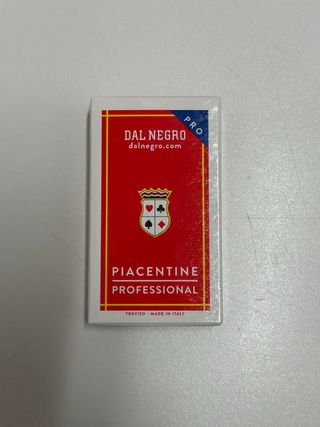 PRO
DAL NEGRO
dalnegro.com
PIACENTINE
PROFESSIONAL
TREVISO - MADE IN ITALY